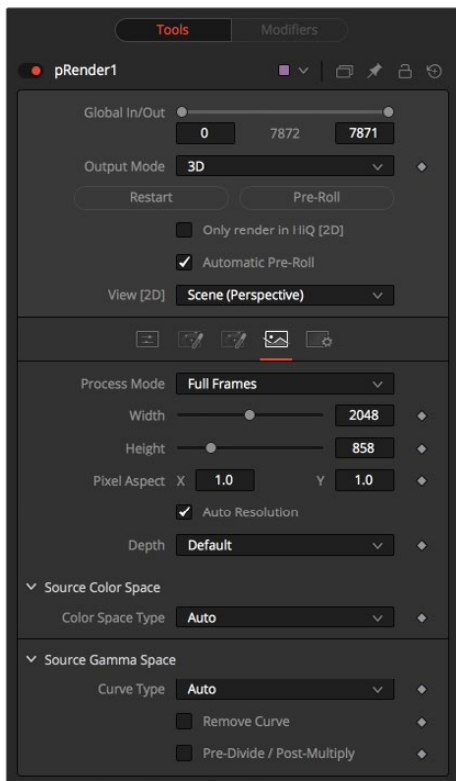 Tools Modifiers
pRender1
Global In/Out
0 7872 7871
Output Mode 3D
Restart Pre-Roll
Only render in HiQ [2D]
Automatic Pre-Roll
View [2D] Scene (Perspective)
Process Mode Full Frames
Width 2048
Height 858
Pixel Aspect X 1.0 Y 1.0
Auto Resolution
Depth Default
Source Color Space
Color Space Type Auto
Source Gamma Space
Curve Type Auto
Remove Curve
Pre-Divide / Post-Multiply